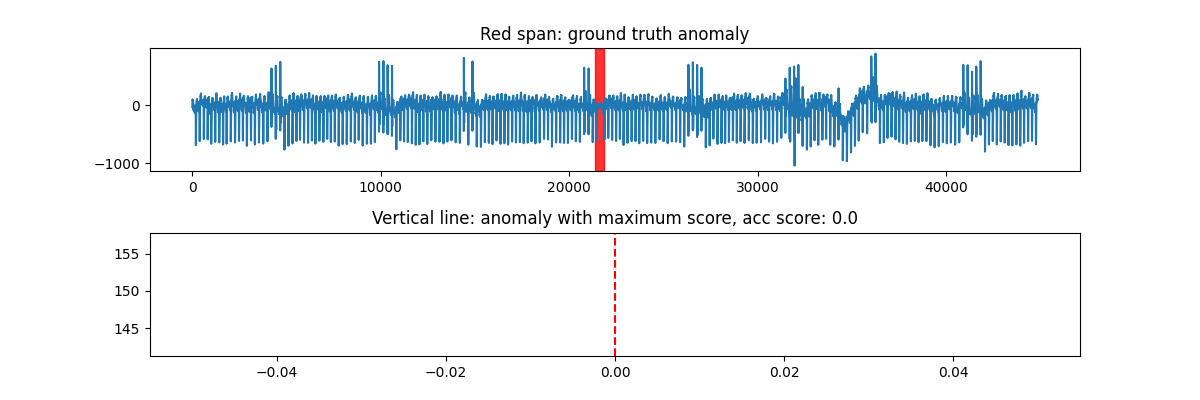 Red span: ground truth anomaly
0
−1000
0 10000 20000 30000 40000
Vertical line: anomaly with maximum score, acc score: 0.0
155
150
145
−0.04 −0.02 0.00 0.02 0.04